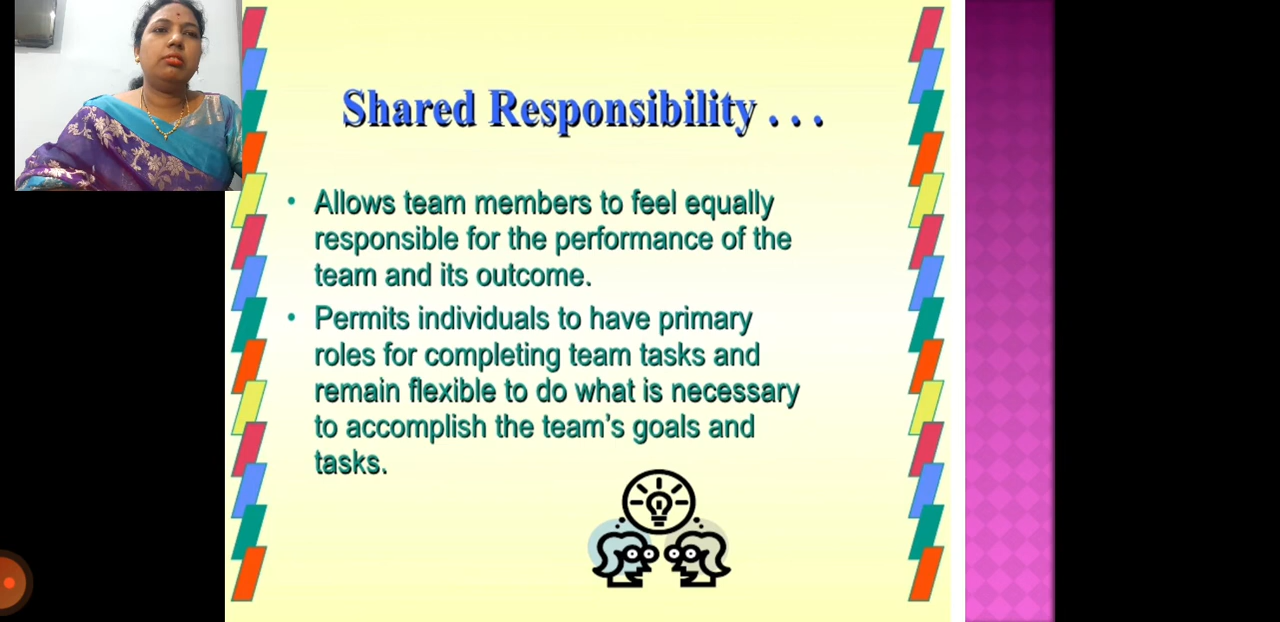 Shared Responsibility . . .
• Allows team members to feel equally
responsible for the performance of the
team and its outcome.
• Permits individuals to have primary
roles for completing team tasks and
remain flexible to do what is necessary
to accomplish the team's goals and
tasks.